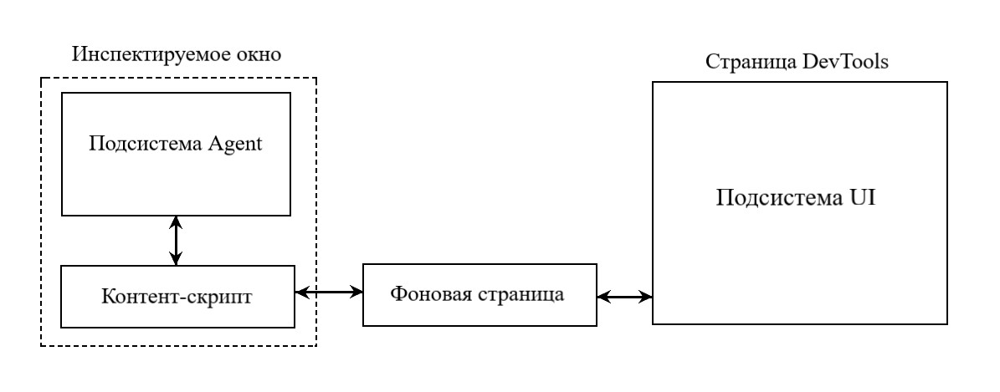 Инспектируемое окно
Страница DevTools
Подсистема Agent
Подсистема UI
Контент-скрипт
Фоновая страница